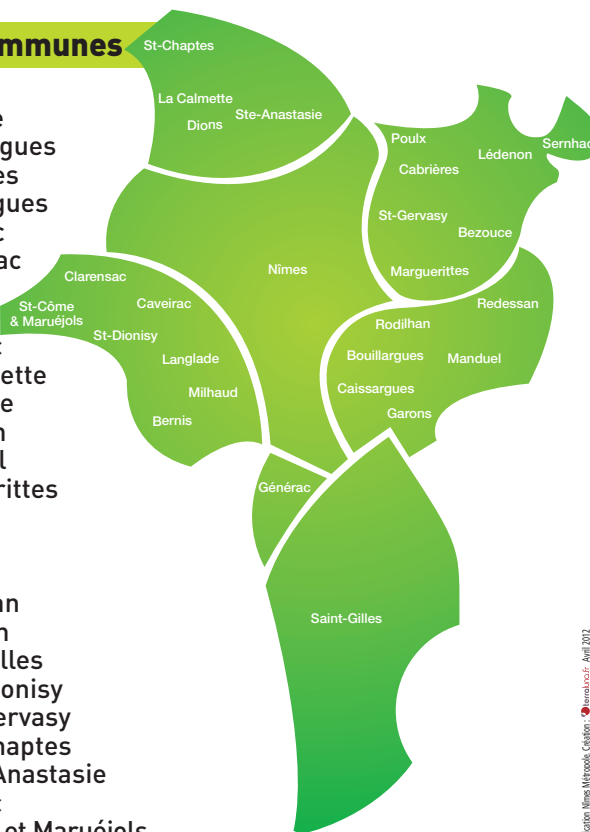 mmunes
gues
es
gues
c
ac
ette
e
n
l
rittes
an
n
lles
onisy
ervasy
haptes
Anastasie
et Maruéjols
St-Chaptes
La Calmette
Dions
Ste-Anastasie
Poulx
Cabrières
Lédenon
Sernhac
St-Gervasy
Bezouce
Marguerittes
Nîmes
Clarensac
St-Côme
& Maruéjols
Caveirac
St-Dionisy
Langlade
Milhaud
Bernis
Redessan
Rodilhan
Bouillargues
Manduel
Caissargues
Garons
Générac
Saint-Gilles
cation Nîmes Métropole. Création : terraluna.fr Avril 2012